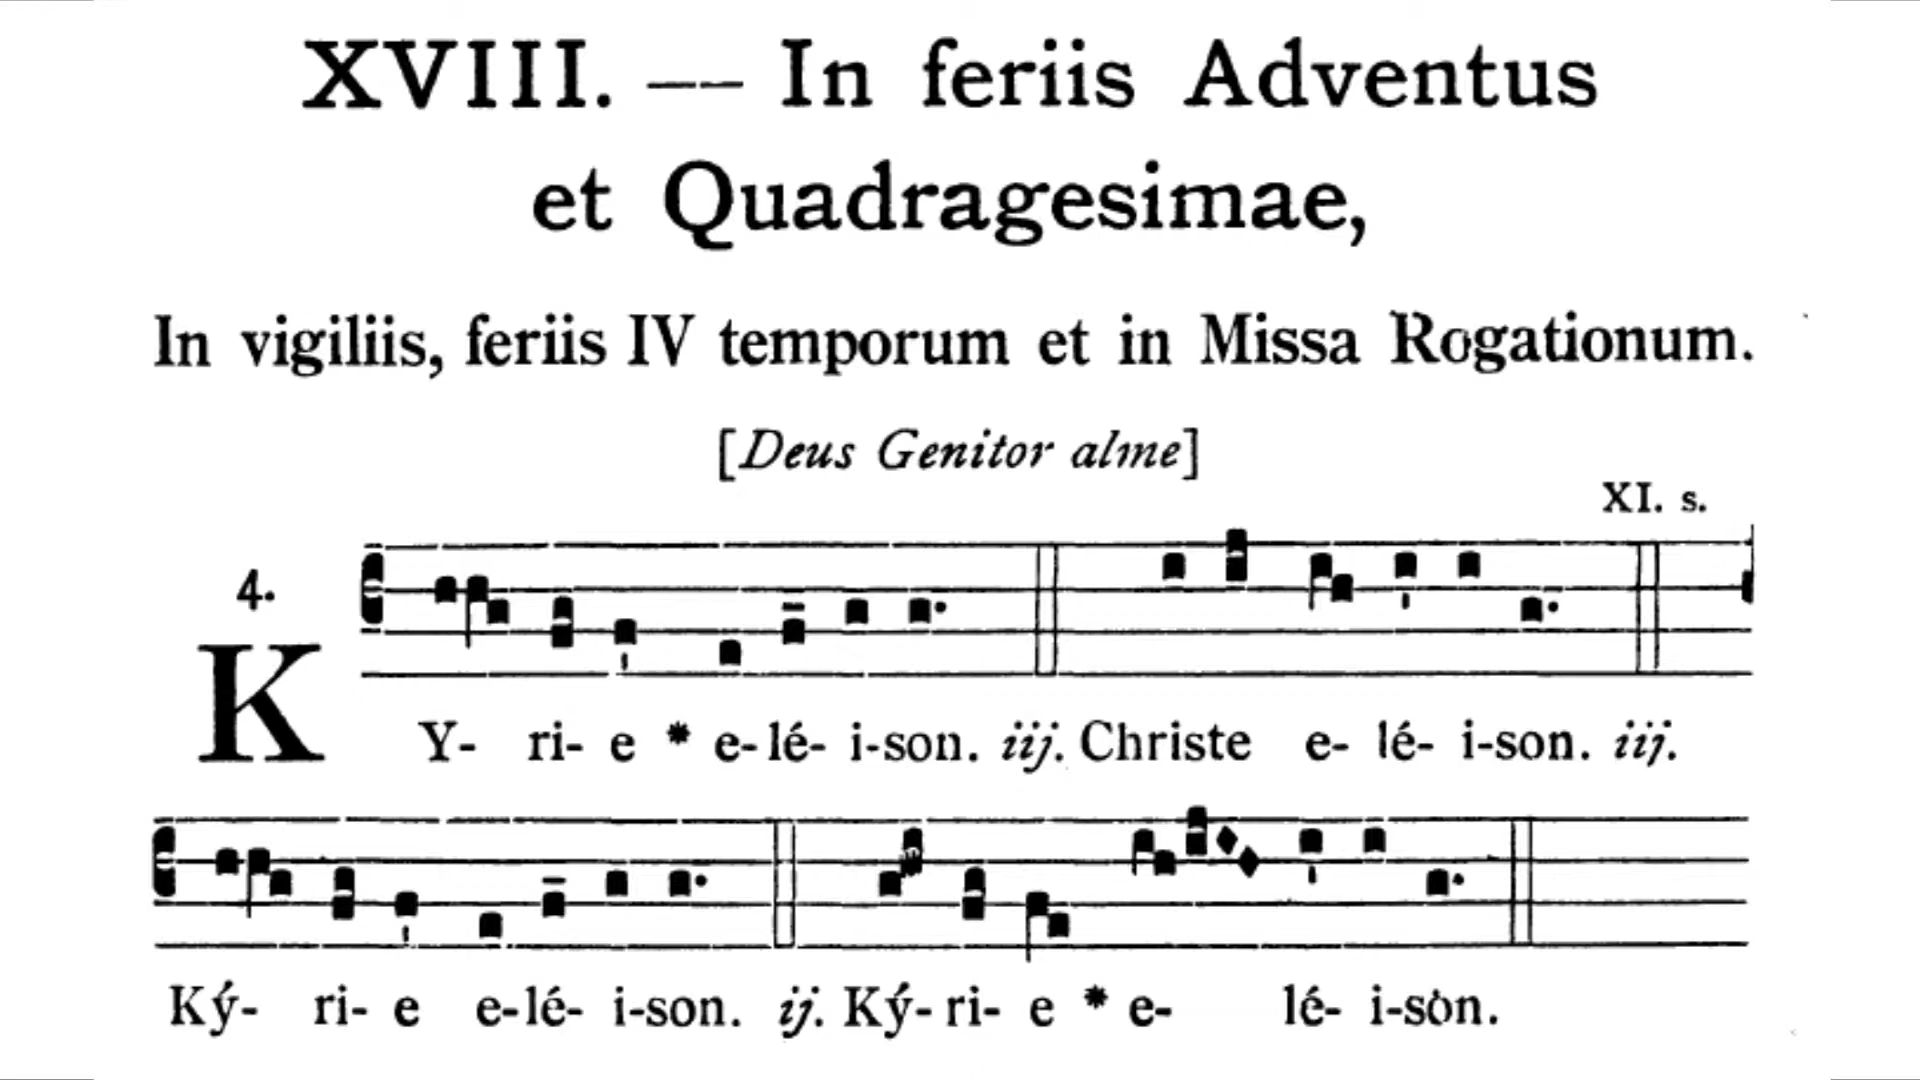 XVIII. — In feriis Adventus
et Quadragesimae,
In vigiliis, feriis IV temporum et in Missa Rogationum.
[Deus Genitor alme]
XI. s.
4.
KY- ri- e * e-lé- i-son. iij. Christe e- lé- i-son. iij.
Ký- ri- e e-lé- i-son. ij. Ký- ri- e * e- lé- i-son.